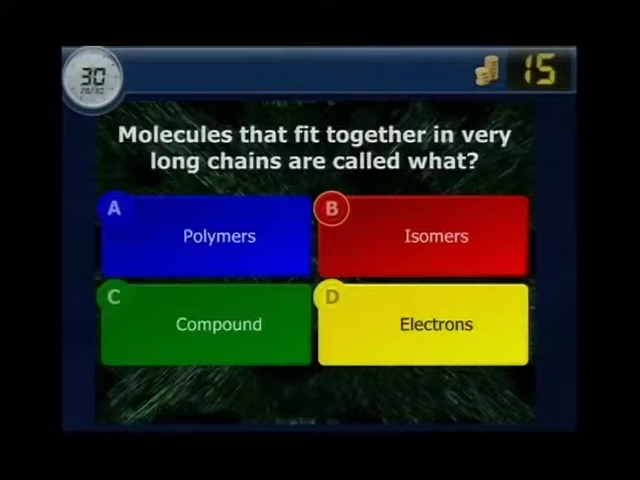 30
15
Molecules that fit together in very
long chains are called what?
A
Polymers
B
Isomers
C
Compound
D
Electrons